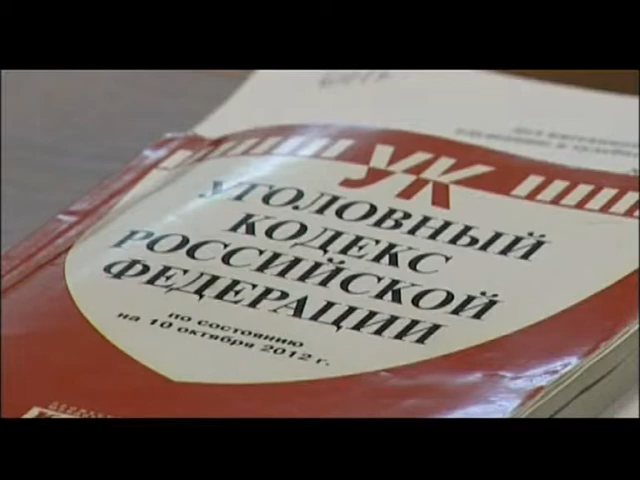 УК
УГОЛОВНЫЙ
КОДЕКС
РОССИЙСКОЙ
ФЕДЕРАЦИИ
по состоянию
на 10 октября 2012 г.